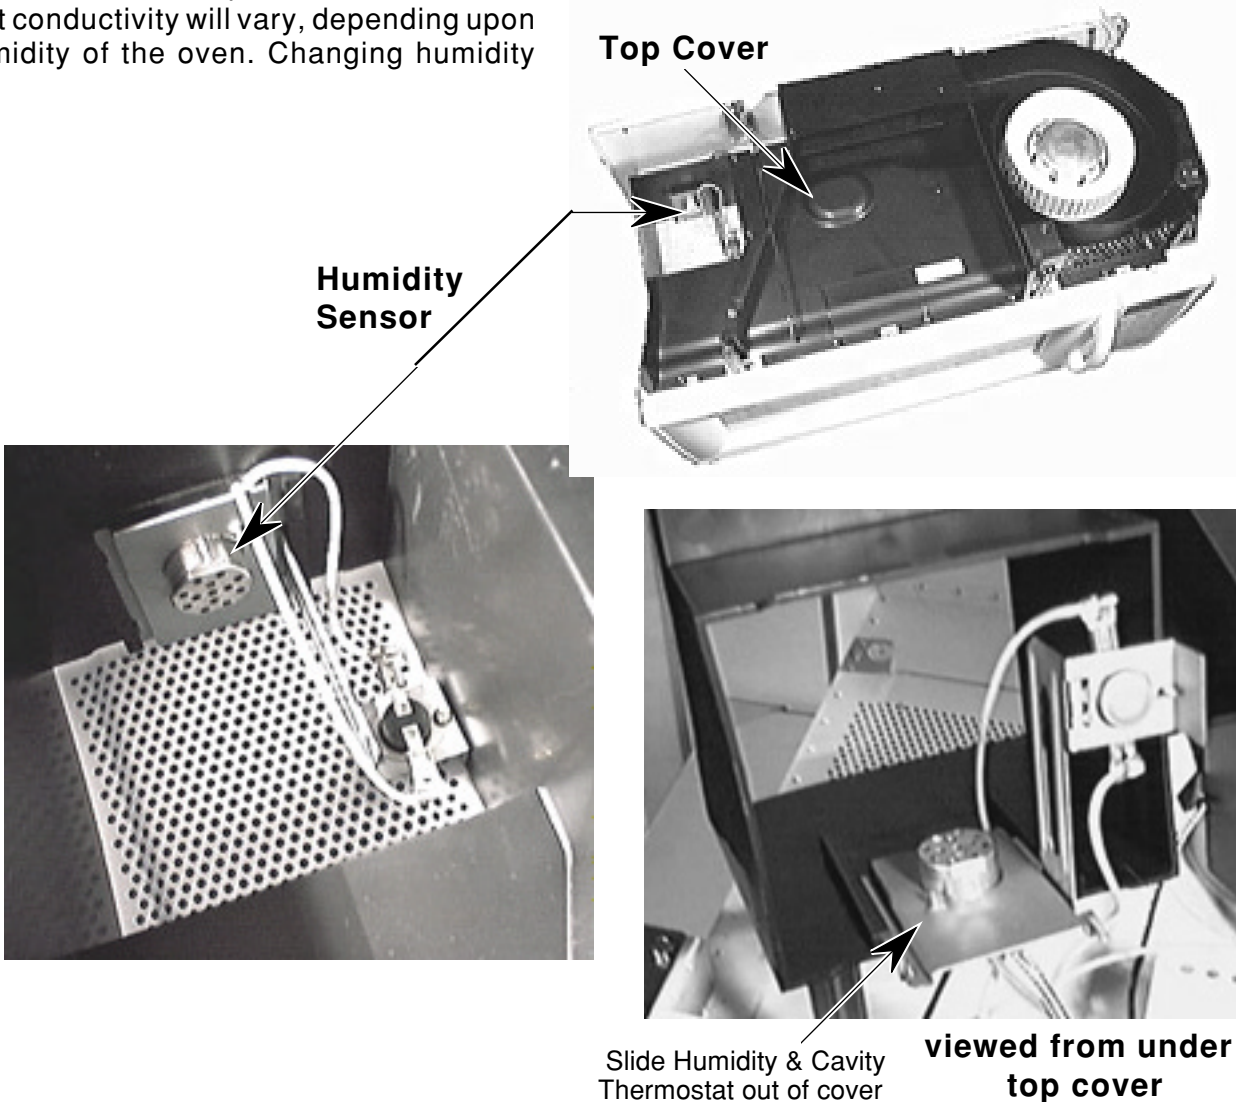 t conductivity will vary, depending upon
midity of the oven. Changing humidity
Top Cover
Humidity
Sensor
Slide Humidity & Cavity
Thermostat out of cover
viewed from under
top cover